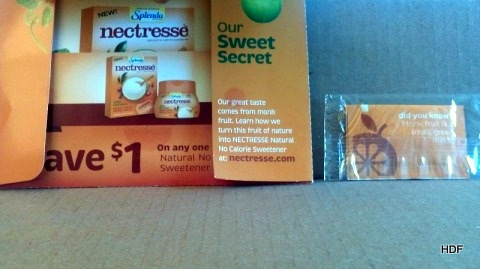 NEW!
Splenda
nectresse
Splenda
nectresse
nectresse
ave $1
On any one
Natural No
Sweetener
Our
Sweet
Secret
Our great taste
comes from monk
fruit. Learn how we
turn this fruit of nature
into NECTRESSE Natural
No Calorie Sweetener
at: nectresse.com
did you know
Monk fruit is
small, gree
HDF